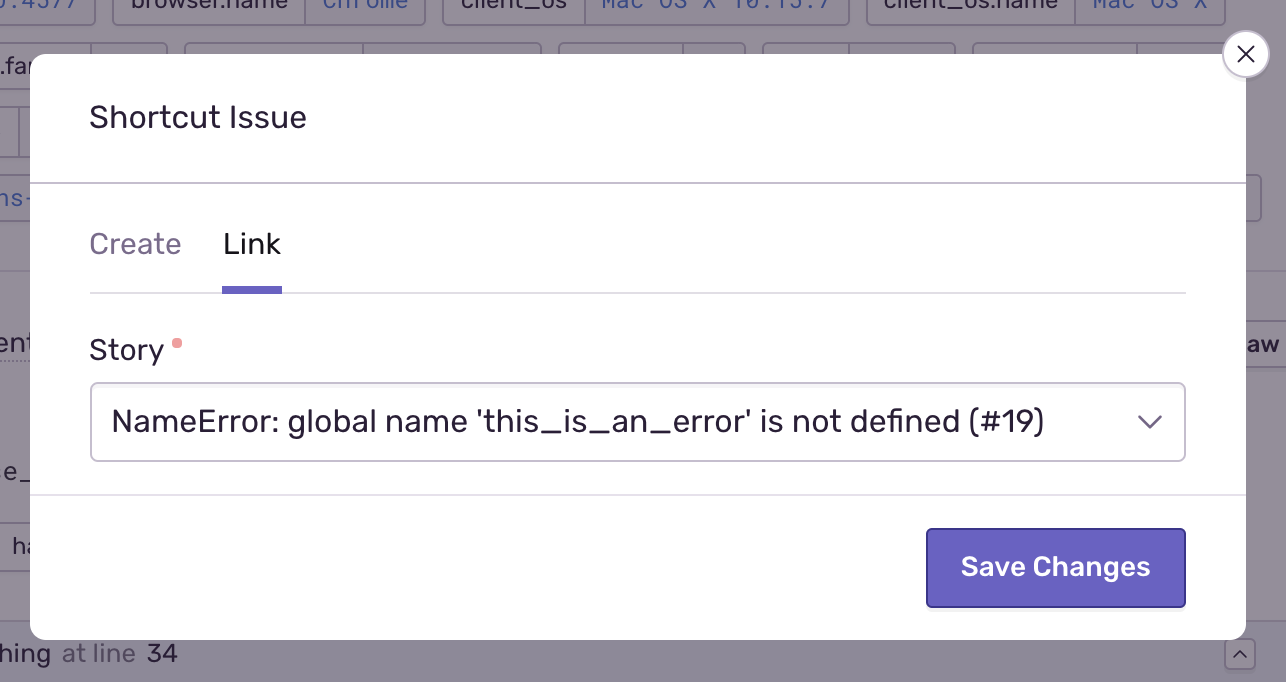 browser.name Chrome client_os Mac OS X 10.15.7 client_os.name Mac OS X
Shortcut Issue
Create Link
Story
NameError: global name 'this_is_an_error' is not defined (#19)
Save Changes
at line 34